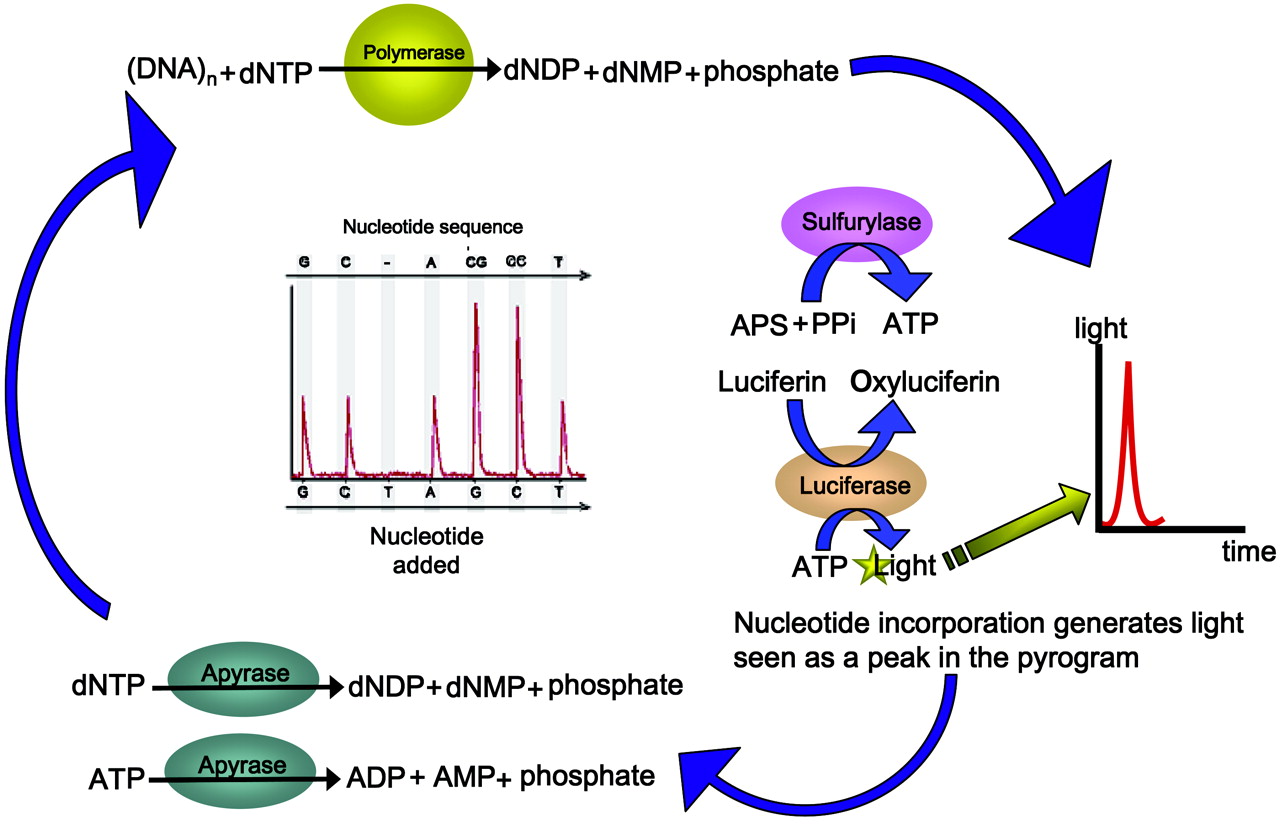 (DNA)n+dNTP Polymerase dNDP+dNMP+phosphate
Sulfurylase
APS+PPi ATP
Luciferin Oxyluciferin
Luciferase
ATP Light
light
time
Nucleotide incorporation generates light
seen as a peak in the pyrogram
Nucleotide sequence
G C - A CG T
G C T A G C T
Nucleotide
added
dNTP Apyrase dNDP+dNMP+phosphate
ATP Apyrase ADP+AMP+phosphate